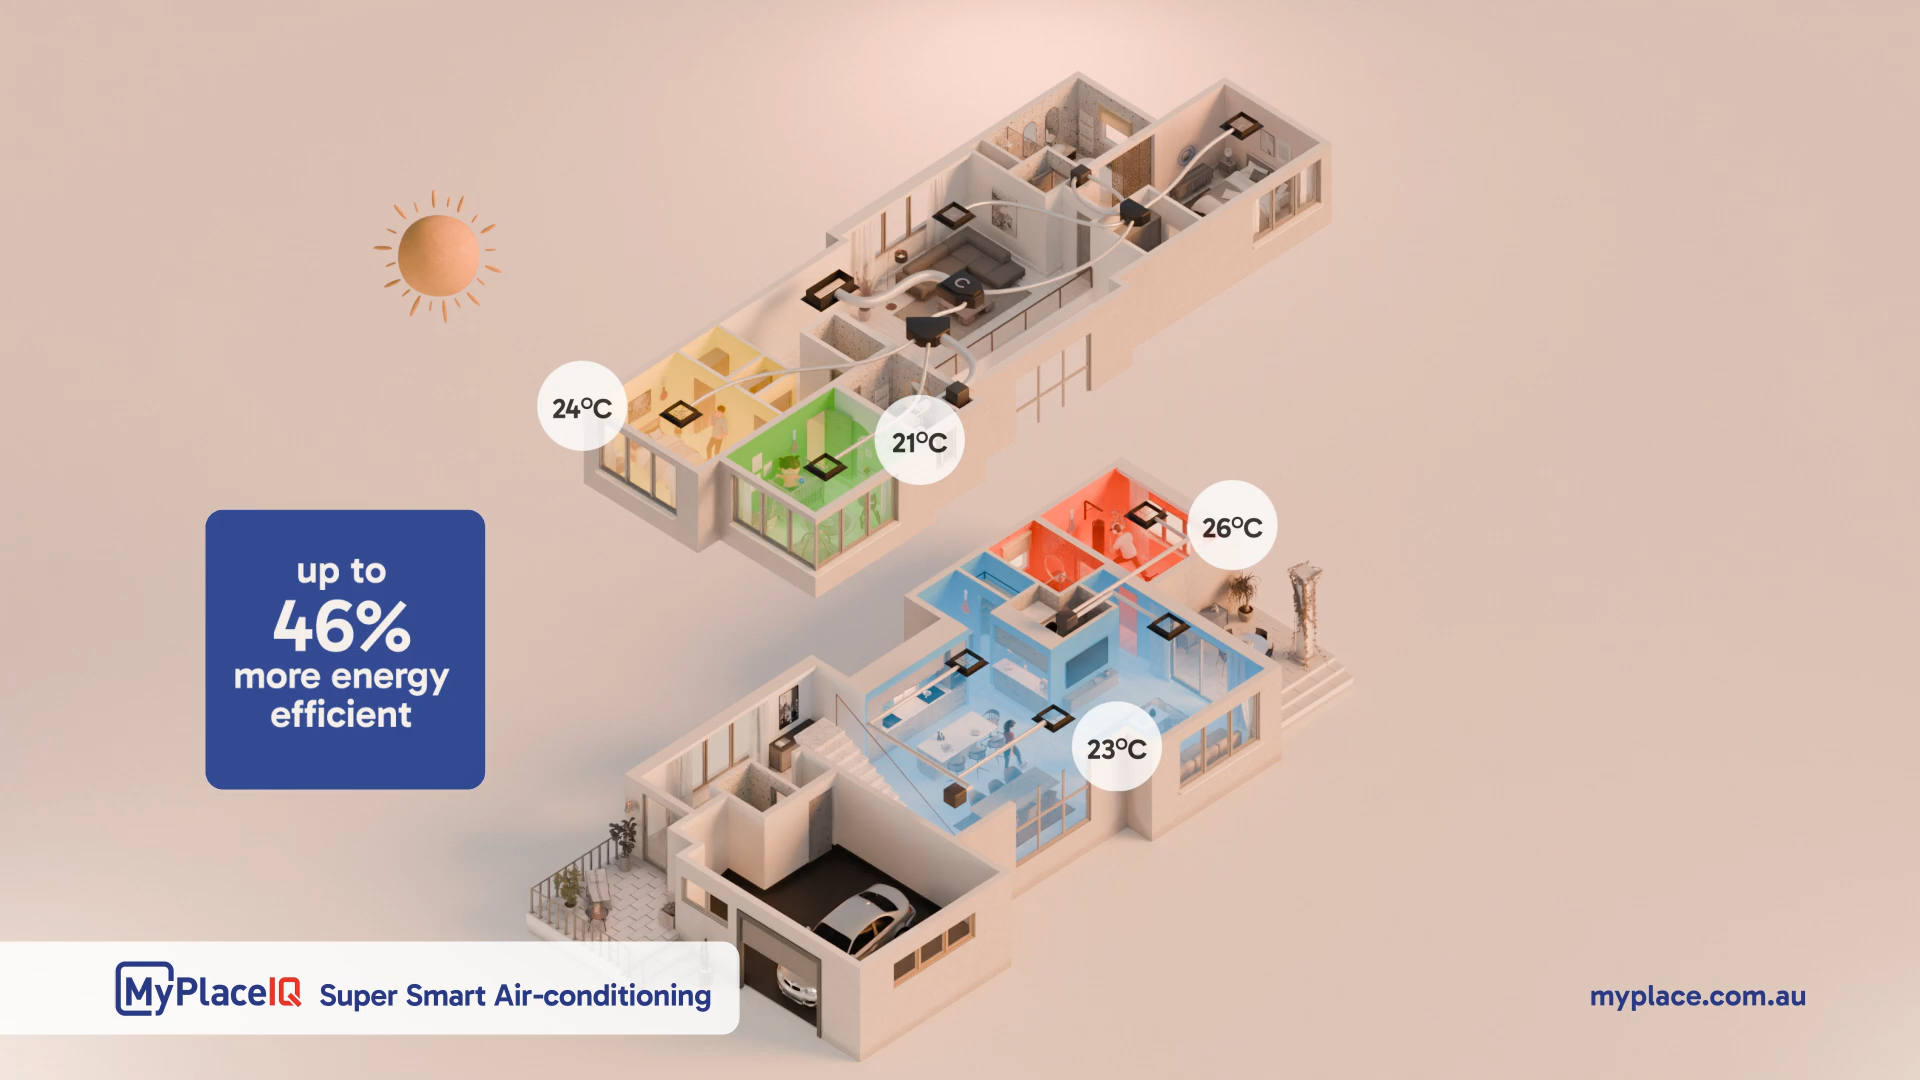 C
24°C
21°C
26°C
up to
46%
more energy
efficient
23°C
MyPlaceIQ Super Smart Air-conditioning
myplace.com.au